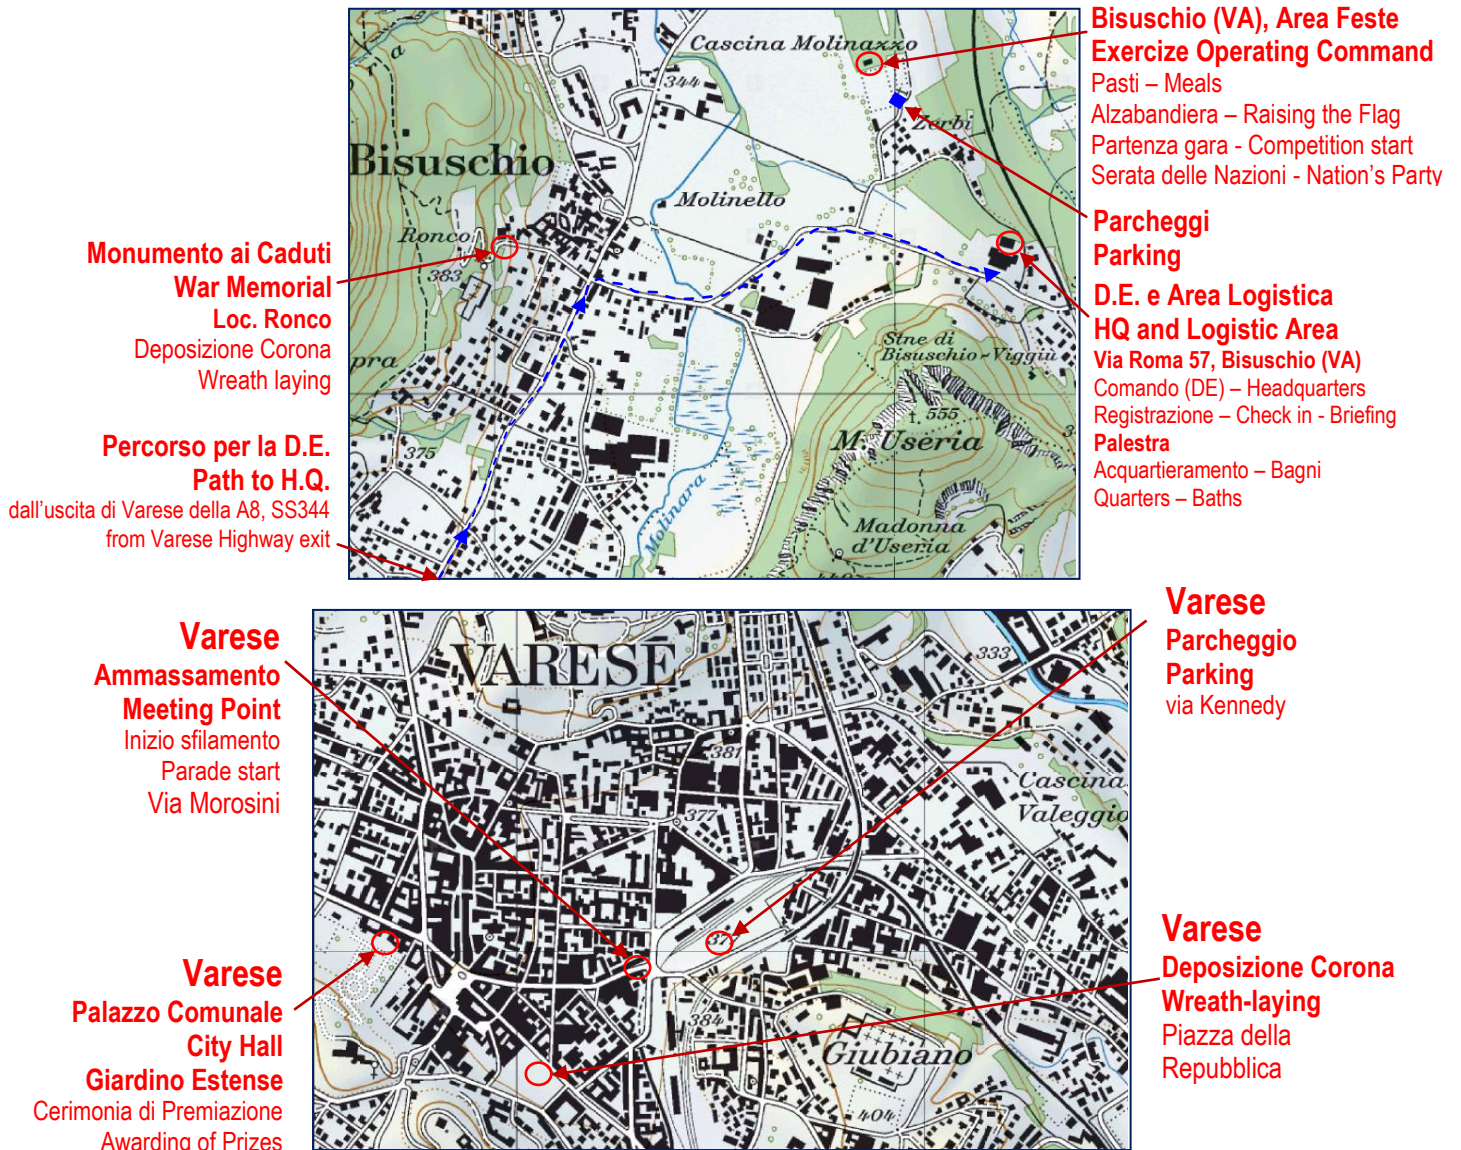 Bisuschio (VA), Area Feste
Exercize Operating Command
Pasti – Meals
Alzabandiera – Raising the Flag
Partenza gara - Competition start
Serata delle Nazioni - Nation's Party
Parcheggi
Parking
D.E. e Area Logistica
HQ and Logistic Area
Via Roma 57, Bisuschio (VA)
Comando (DE) – Headquarters
Registrazione – Check in - Briefing
Palestra
Acquartieramento – Bagni
Quarters – Baths
Monumento ai Caduti
War Memorial
Loc. Ronco
Deposizione Corona
Wreath laying
Percorso per la D.E.
Path to H.Q.
dall'uscita di Varese della A8, SS344
from Varese Highway exit
Cascina Molinazzo
344
Zerbi
Bisuschio
Molinello
Ronco
383
Stne di
Bisuschio-Viggiù
pra
555
M. Useria
375
Molinara
Madonna
d'Useria
Varese
Ammassamento
Meeting Point
Inizio sfilamento
Parade start
Via Morosini
Varese
Palazzo Comunale
City Hall
Giardino Estense
Cerimonia di Premiazione
Awarding of Prizes
VARESE
333
381
Cascina
Valeggio
377
37
384
Giubiano
404
Varese
Parcheggio
Parking
via Kennedy
Varese
Deposizione Corona
Wreath-laying
Piazza della
Repubblica